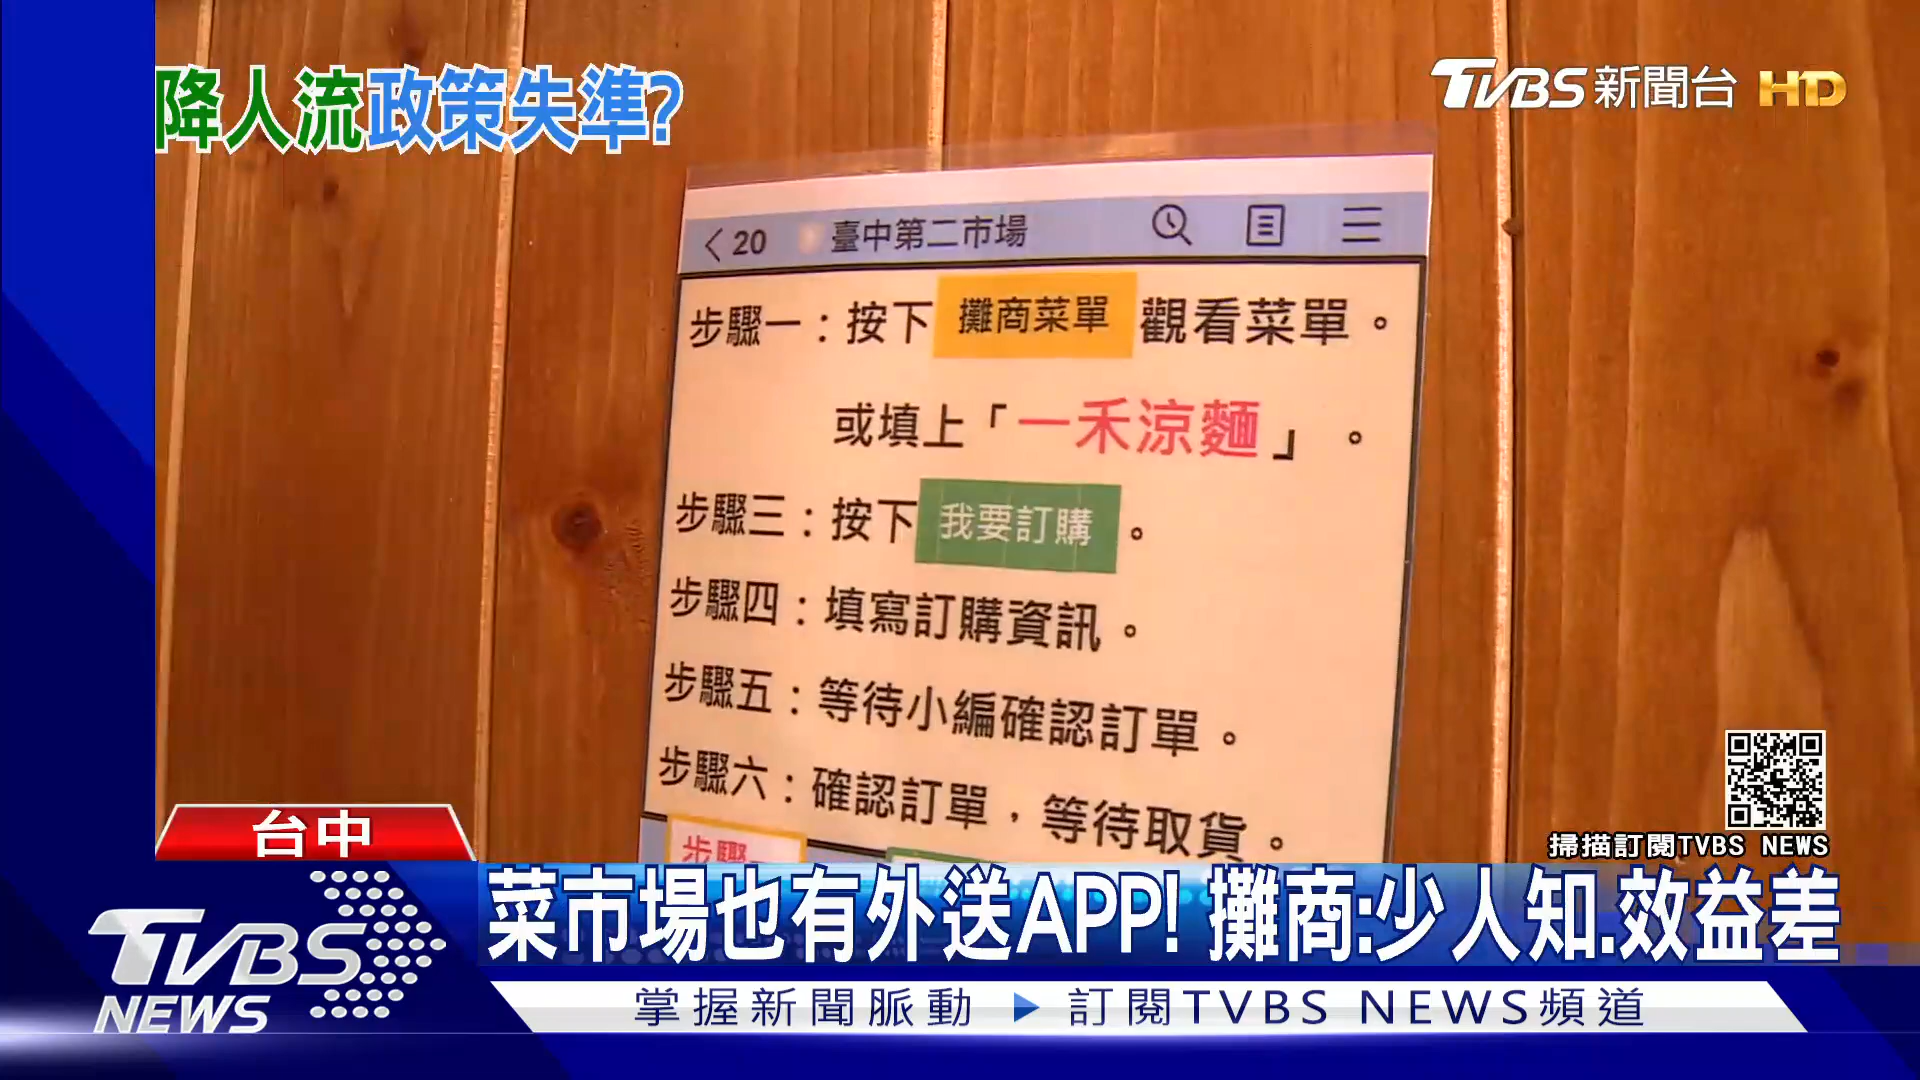 降人流政策失準?
TVBS新聞台 HD
< 20 臺中第二市場
步驟一：按下 攤商菜單 觀看菜單。
或填上「一禾涼麵」。
步驟三：按下 我要訂購 。
步驟四：填寫訂購資訊。
步驟五：等待小編確認訂單。
步驟六：確認訂單，等待取貨。
步驟一
掃描訂閱TVBS NEWS
台中
菜市場也有外送APP! 攤商:少人知.效益差
TVBS NEWS
掌握新聞脈動 ▶ 訂閱TVBS NEWS頻道